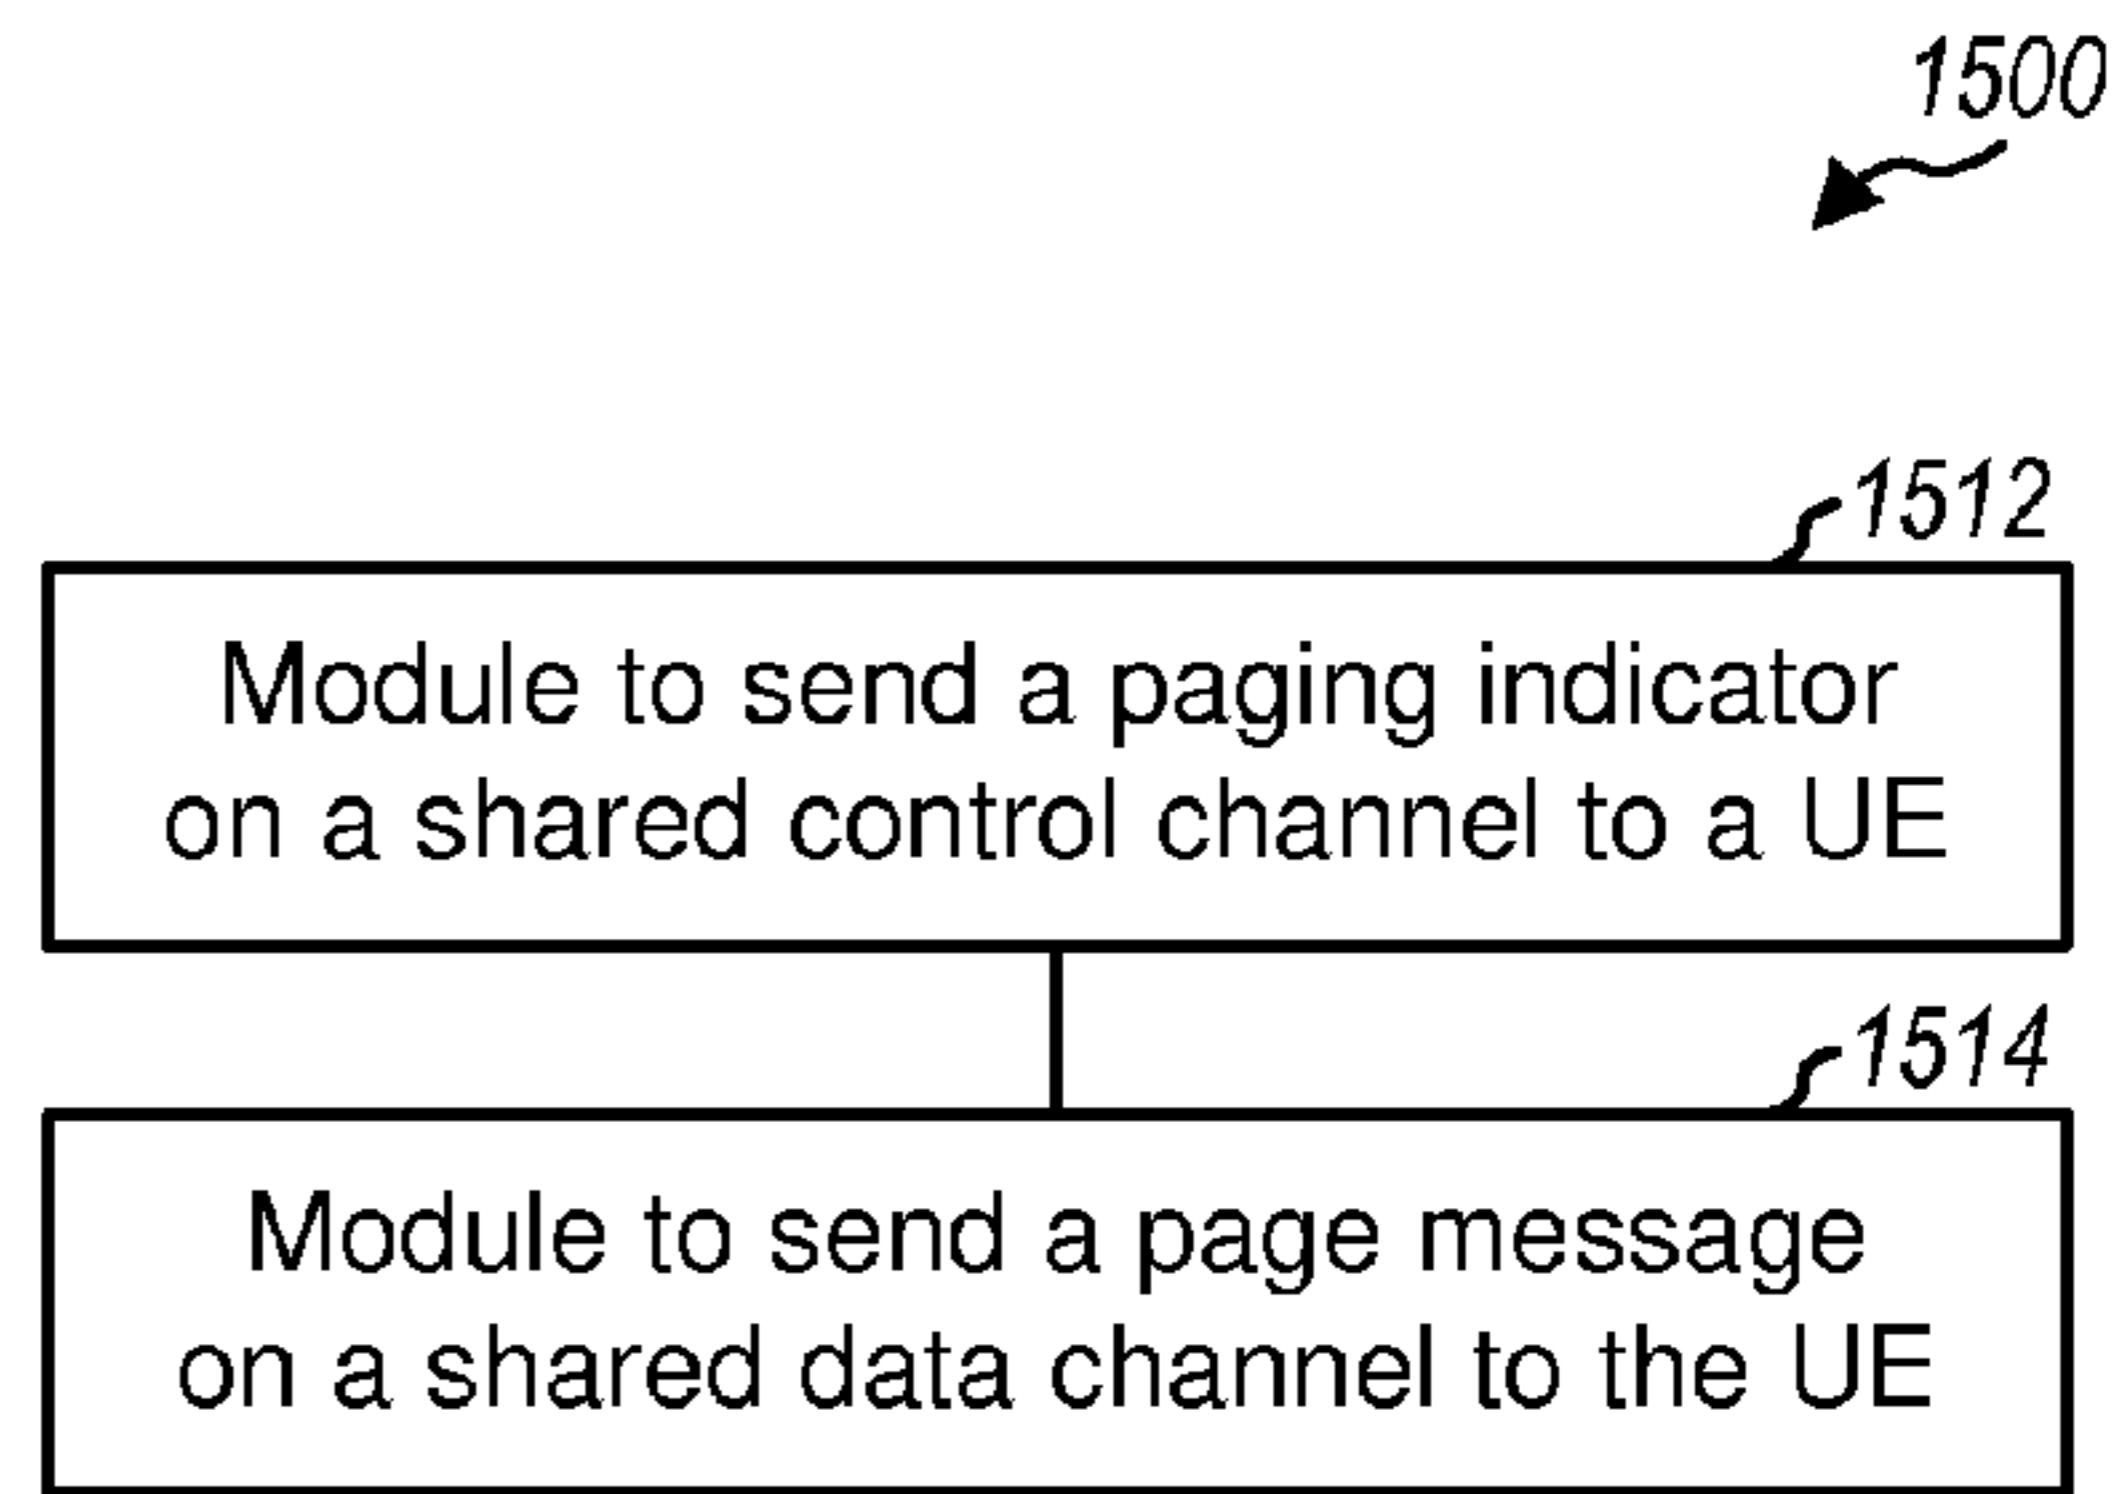 1500
1512
Module to send a paging indicator
on a shared control channel to a UE
1514
Module to send a page message
on a shared data channel to the UE